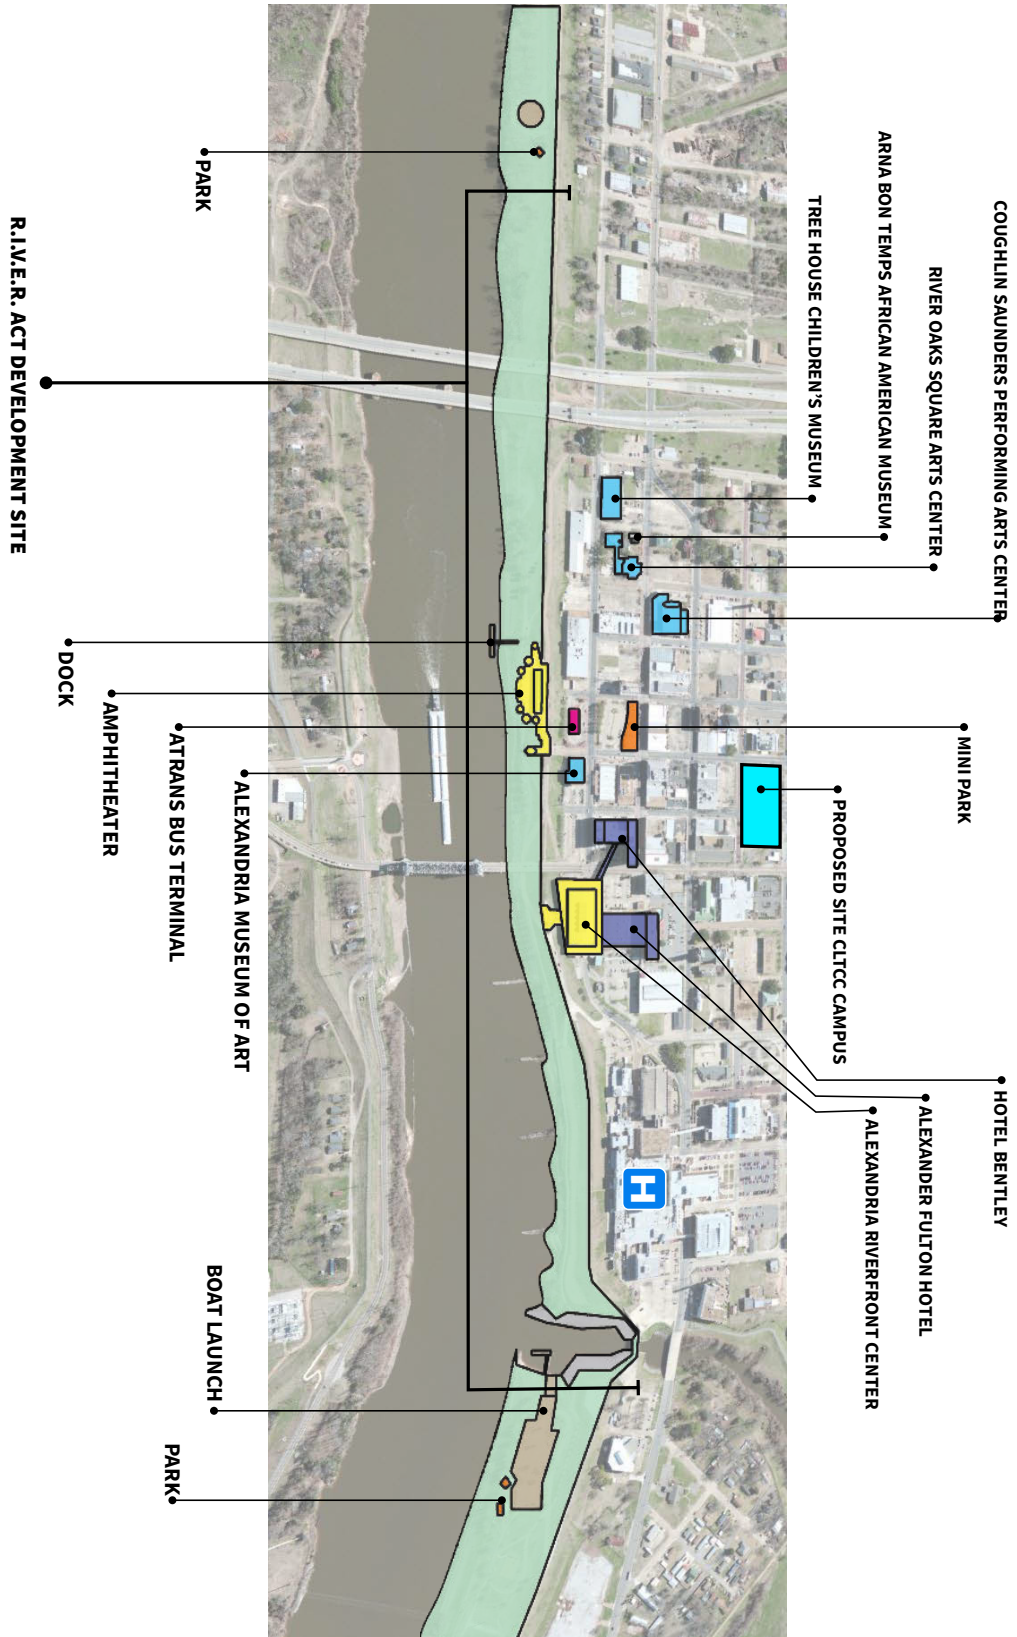 COUGHLIN SAUNDERS PERFORMING ARTS CENTER
RIVER OAKS SQUARE ARTS CENTER
ARNA BON TEMPS AFRICAN AMERICAN MUSEUM
TREE HOUSE CHILDREN'S MUSEUM
MINI PARK
PROPOSED SITE CLTCC CAMPUS
HOTEL BENTLEY
ALEXANDER FULTON HOTEL
ALEXANDRIA RIVERFRONT CENTER
H
PARK
R.I.V.E.R. ACT DEVELOPMENT SITE
DOCK
AMPHITHEATER
ATRANS BUS TERMINAL
ALEXANDRIA MUSEUM OF ART
BOAT LAUNCH
PARK